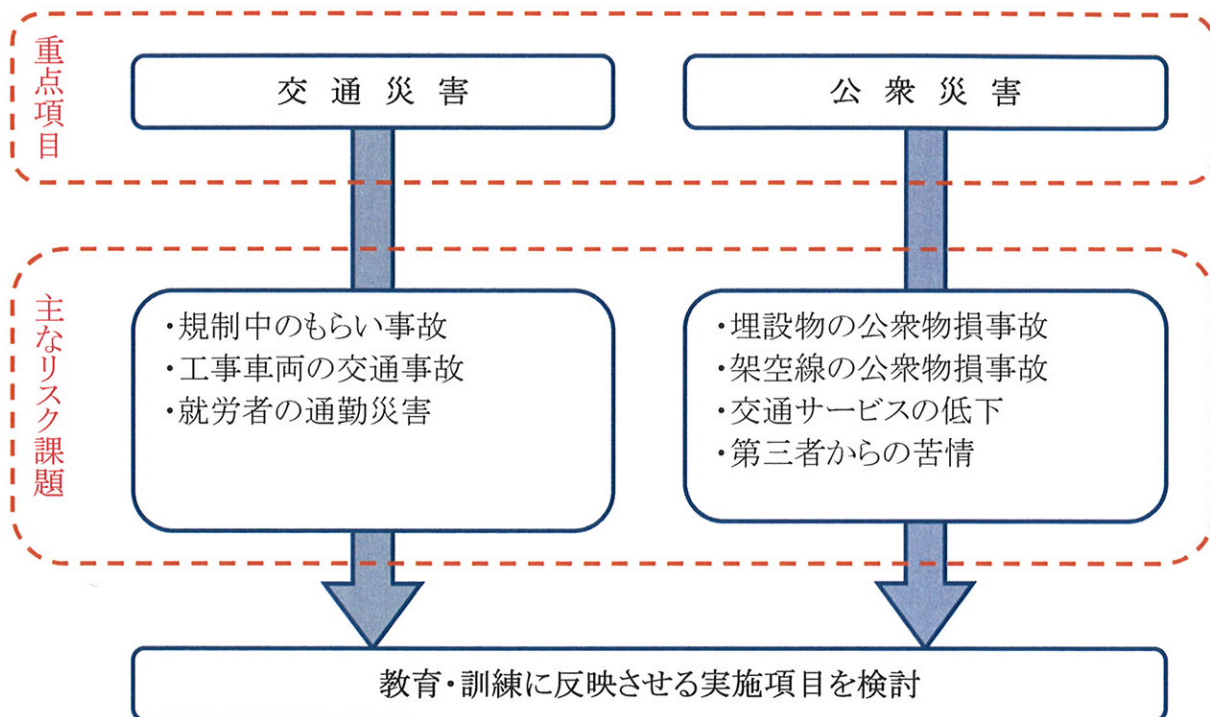 重点項目
交通災害
公衆災害
主なリスク課題
・規制中のもらい事故
・工事車両の交通事故
・就労者の通勤災害
・埋設物の公衆物損事故
・架空線の公衆物損事故
・交通サービスの低下
・第三者からの苦情
教育・訓練に反映させる実施項目を検討